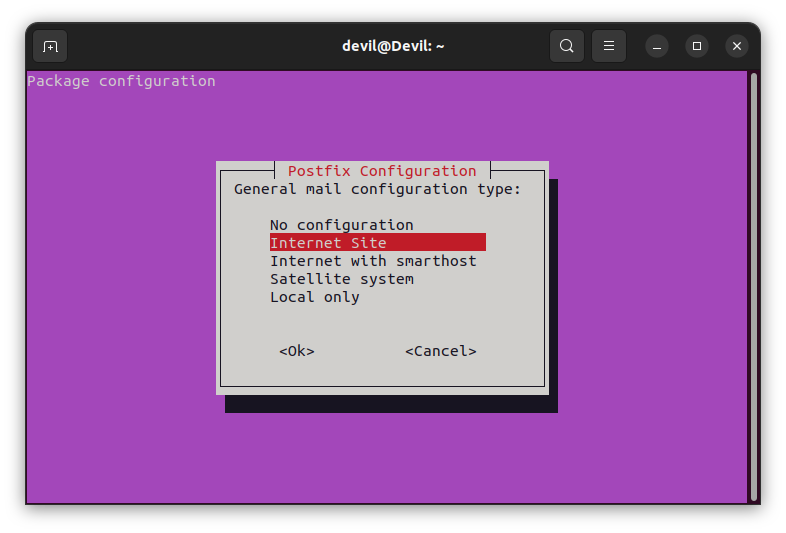 devil@Devil: ~
Package configuration
Postfix Configuration
General mail configuration type:
No configuration
Internet Site
Internet with smarthost
Satellite system
Local only
<Ok> <Cancel>